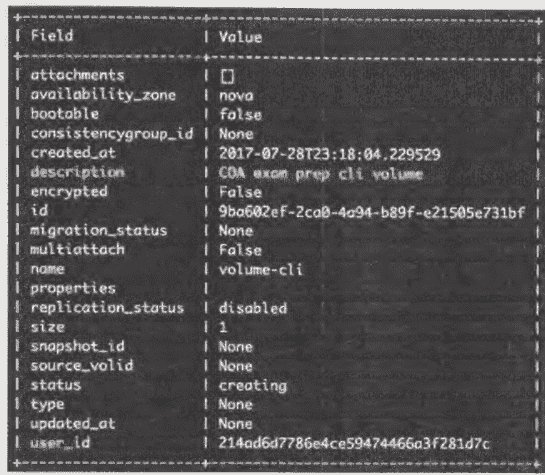 | Field | Value |
| attachments | [] |
| availability_zone | nova |
| bootable | false |
| consistencygroup_id | None |
| created_at | 2017-07-28T23:18:04.229529 |
| description | COA exam prep cli volume |
| encrypted | False |
| id | 9ba602ef-2ca0-4a94-b89f-e21505e731bf |
| migration_status | None |
| multiattach | False |
| name | volume-cli |
| properties | |
| replication_status | disabled |
| size | 1 |
| snapshot_id | None |
| source_volid | None |
| status | creating |
| type | None |
| updated_at | None |
| user_id | 214ad6d7786e4ce59474466a3f281d7c |